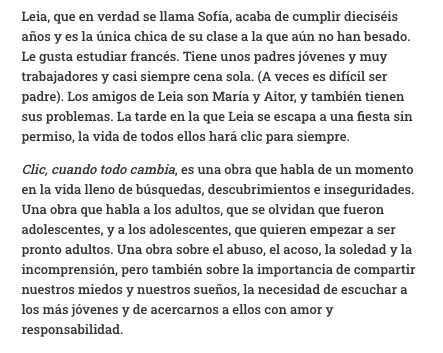 Leia, que en verdad se llama Sofía, acaba de cumplir dieciséis
años y es la única chica de su clase a la que aún no han besado.
Le gusta estudiar francés. Tiene unos padres jóvenes y muy
trabajadores y casi siempre cena sola. (A veces es difícil ser
padre). Los amigos de Leia son María y Aitor, y también tienen
sus problemas. La tarde en la que Leia se escapa a una fiesta sin
permiso, la vida de todos ellos hará clic para siempre.
Clic, cuando todo cambia, es una obra que habla de un momento
en la vida lleno de búsquedas, descubrimientos e inseguridades.
Una obra que habla a los adultos, que se olvidan que fueron
adolescentes, y a los adolescentes, que quieren empezar a ser
pronto adultos. Una obra sobre el abuso, el acoso, la soledad y la
incomprensión, pero también sobre la importancia de compartir
nuestros miedos y nuestros sueños, la necesidad de escuchar a
los más jóvenes y de acercarnos a ellos con amor y
responsabilidad.